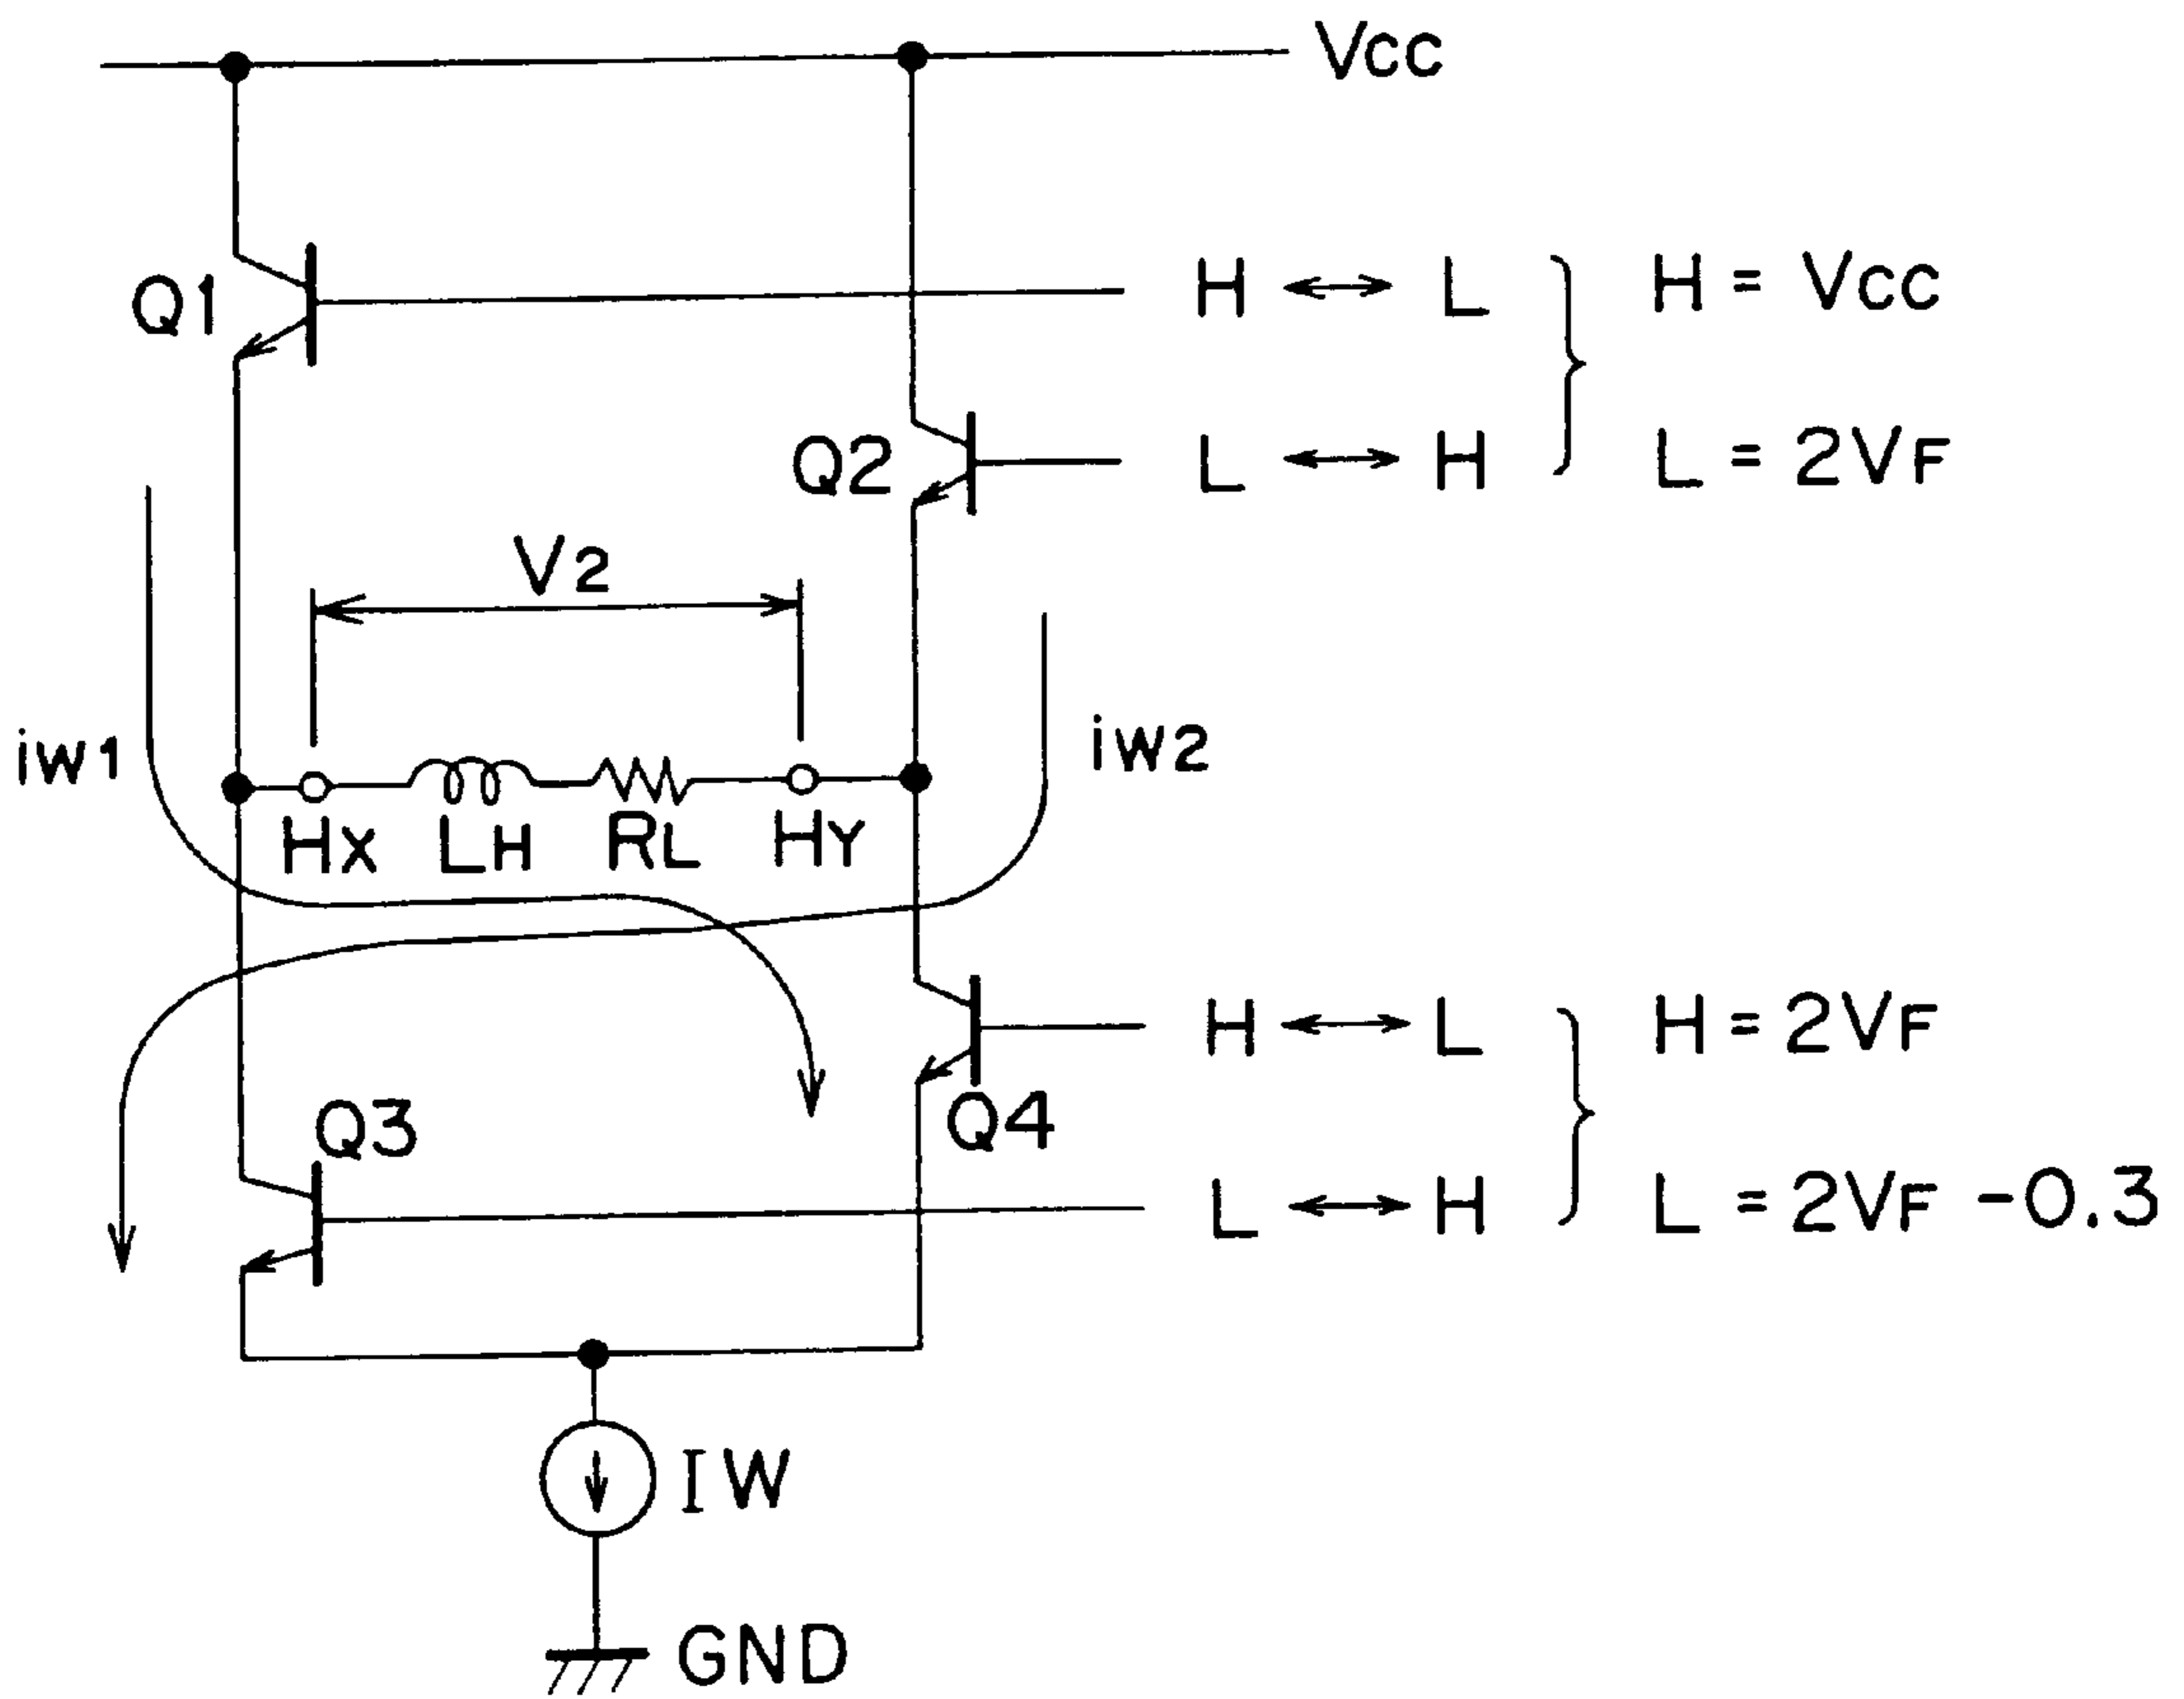 Vcc
Q1
H ↔ L
H = Vcc
Q2
L ↔ H
L = 2VF
V2
iw1
iw2
HX
LH
RL
HY
H ↔ L
H = 2VF
Q3
Q4
L ↔ H
L = 2VF -0.3
IW
GND